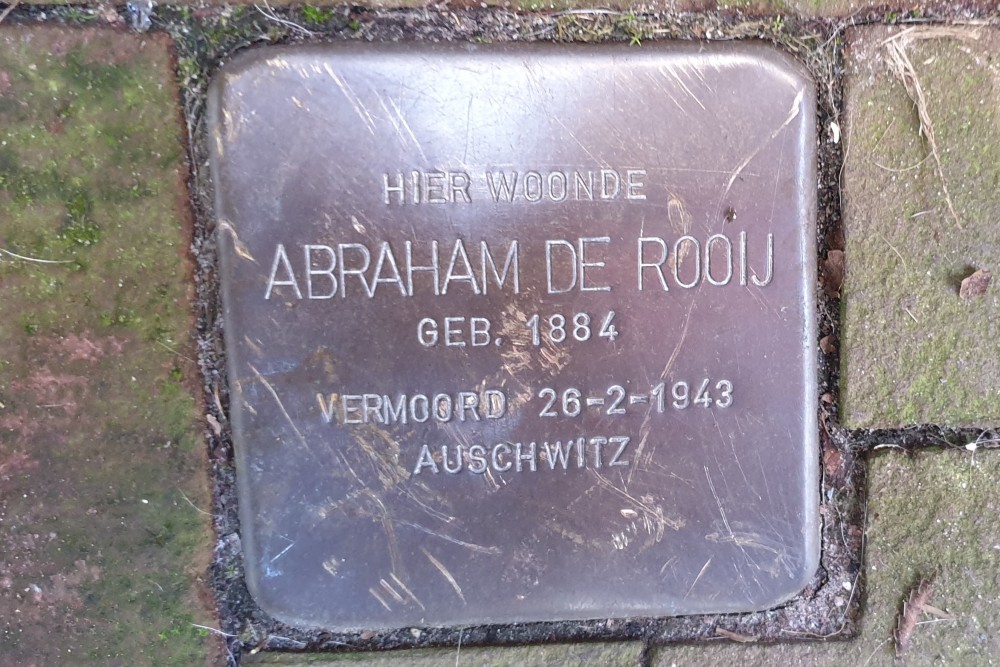 HIER WOONDE
ABRAHAM DE ROOIJ
GEB. 1884
VERMOORD 26-2-1943
AUSCHWITZ